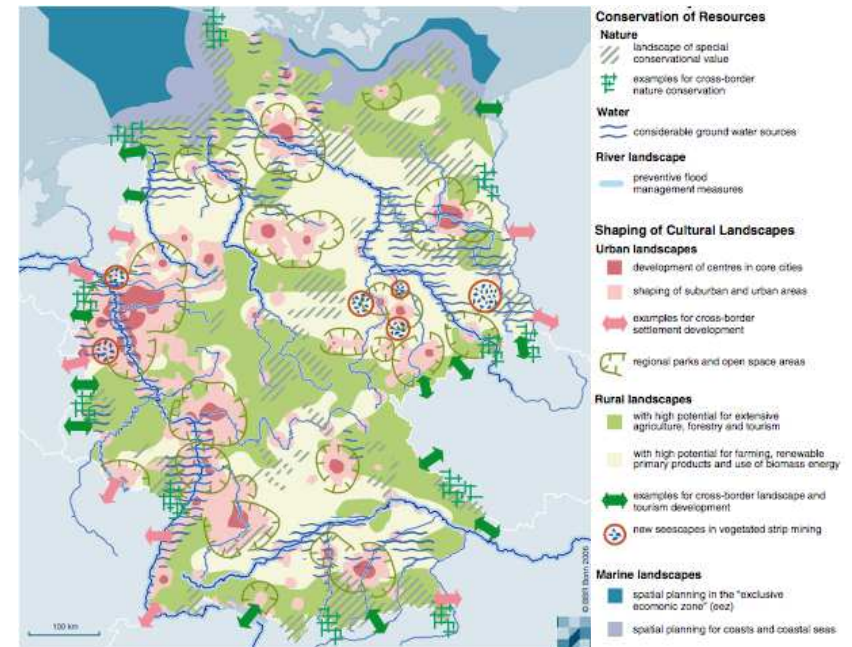 Conservation of Resources
Nature
landscape of special
conservational value
examples for cross-border
nature conservation
Water
considerable ground water sources
River landscape
preventive flood
management measures
Shaping of Cultural Landscapes
Urban landscapes
development of centres in core cities
shaping of suburban and urban areas
examples for cross-border
settlement development
regional parks and open space areas
Rural landscapes
with high potential for extensive
agriculture, forestry and tourism
with high potential for farming, renewable
primary products and use of biomass energy
examples for cross-border landscape and
tourism development
new seescapes in vegetated strip mining
Marine landscapes
spatial planning in the "exclusive
ecomonic zone" (eez)
spatial planning for coasts and coastal seas
100 km
© BBR Bonn 2006